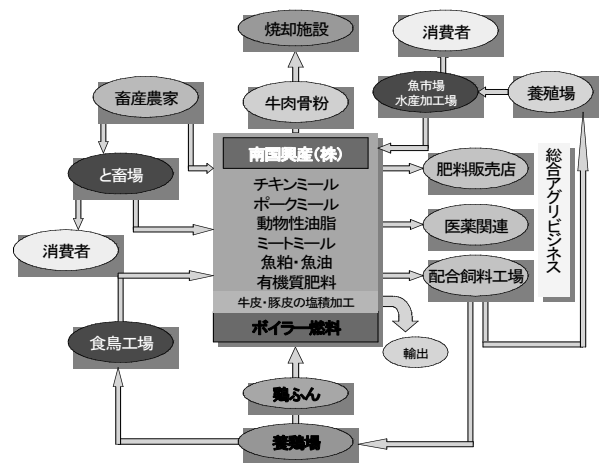 焼却施設
消費者
魚市場
水産加工場
養殖場
畜産農家
牛肉骨粉
南国興産(株)
と畜場
肥料販売店
総合アグリビジネス
チキンミール
ポークミール
動物性油脂
ミートミール
魚粕・魚油
有機質肥料
牛皮・豚皮の塩積加工
ボイラー燃料
医薬関連
消費者
配合飼料工場
食鳥工場
輸出
鶏ふん
養鶏場